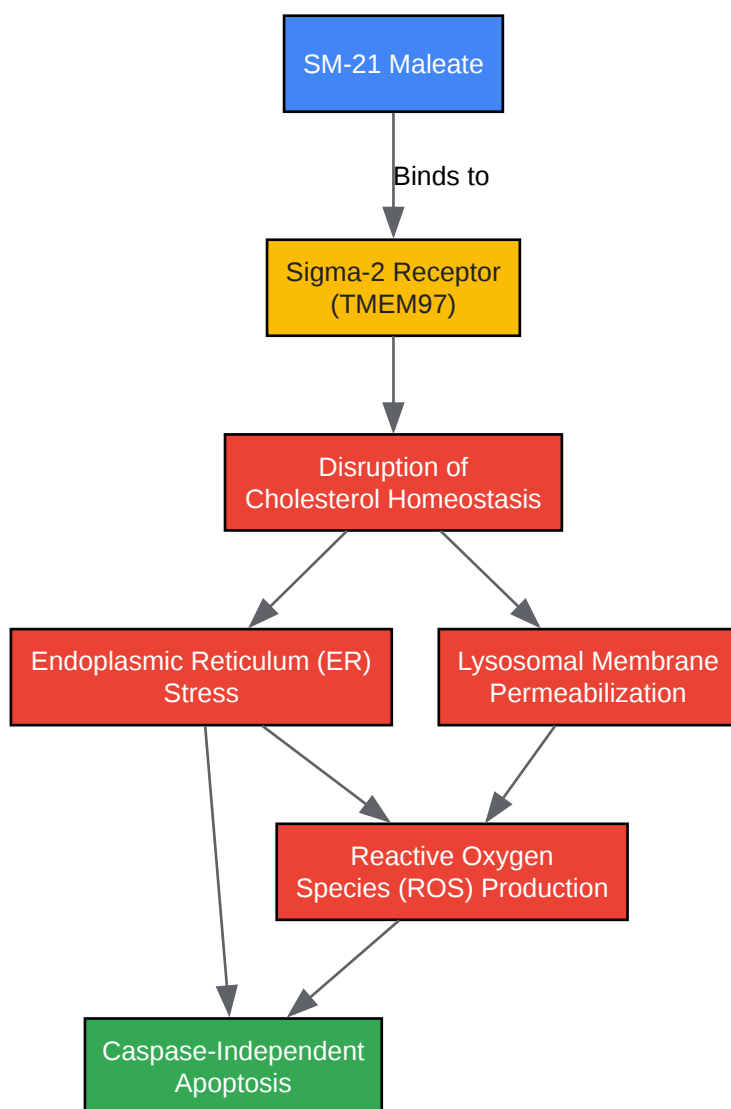 SM-21 Maleate
Binds to
Sigma-2 Receptor
(TMEM97)
Disruption of
Cholesterol Homeostasis
Endoplasmic Reticulum (ER)
Stress
Lysosomal Membrane
Permeabilization
Reactive Oxygen
Species (ROS) Production
Caspase-Independent
Apoptosis